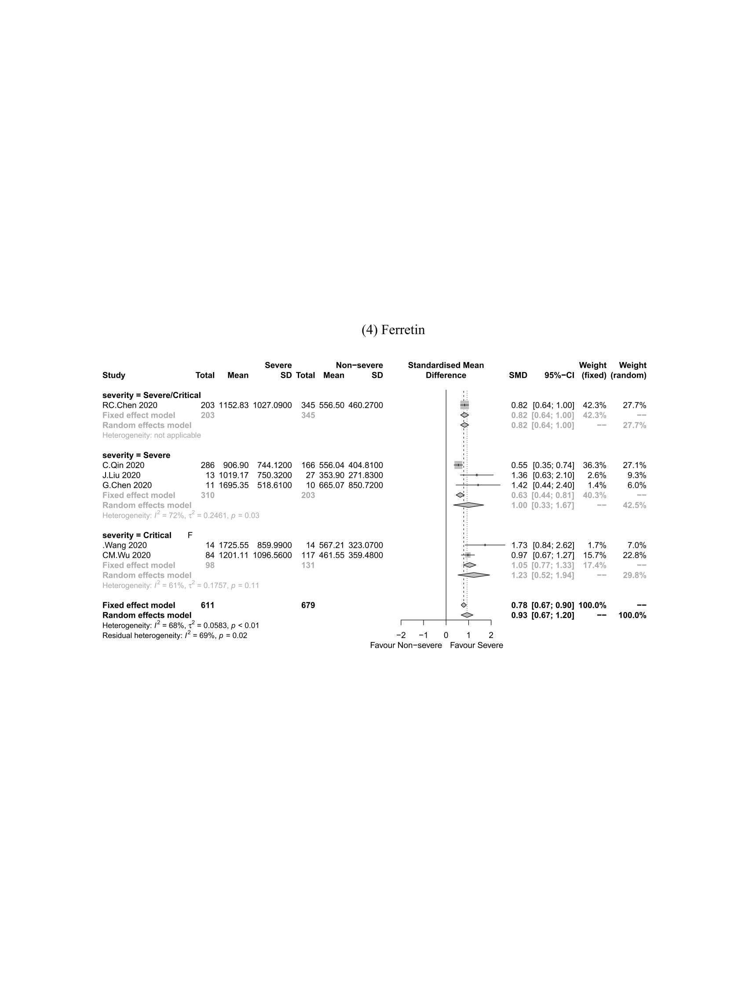 (4) Ferretin
Severe Non−severe Standardised Mean Weight Weight
Study Total Mean SD Total Mean SD Difference SMD 95%−CI (fixed) (random)
severity = Severe/Critical
RC.Chen 2020 203 1152.83 1027.0900 345 556.50 460.2700 0.82 [0.64; 1.00] 42.3% 27.7%
Fixed effect model 203 345 0.82 [0.64; 1.00] 42.3% −−
Random effects model 0.82 [0.64; 1.00] −− 27.7%
Heterogeneity: not applicable
severity = Severe
C.Qin 2020 286 906.90 744.1200 166 556.04 404.8100 0.55 [0.35; 0.74] 36.3% 27.1%
J.Liu 2020 13 1019.17 750.3200 27 353.90 271.8300 1.36 [0.63; 2.10] 2.6% 9.3%
G.Chen 2020 11 1695.35 518.6100 10 665.07 850.7200 1.42 [0.44; 2.40] 1.4% 6.0%
Fixed effect model 310 203 0.63 [0.44; 0.81] 40.3% −−
Random effects model 1.00 [0.33; 1.67] −− 42.5%
Heterogeneity: I² = 72%, τ² = 0.2461, p = 0.03
severity = Critical F
.Wang 2020 14 1725.55 859.9900 14 567.21 323.0700 1.73 [0.84; 2.62] 1.7% 7.0%
CM.Wu 2020 84 1201.11 1096.5600 117 461.55 359.4800 0.97 [0.67; 1.27] 15.7% 22.8%
Fixed effect model 98 131 1.05 [0.77; 1.33] 17.4% −−
Random effects model 1.23 [0.52; 1.94] −− 29.8%
Heterogeneity: I² = 61%, τ² = 0.1757, p = 0.11
Fixed effect model 611 679 0.78 [0.67; 0.90] 100.0% −−
Random effects model 0.93 [0.67; 1.20] −− 100.0%
Heterogeneity: I² = 68%, τ² = 0.0583, p < 0.01
Residual heterogeneity: I² = 69%, p = 0.02
−2 −1 0 1 2
Favour Non−severe Favour Severe